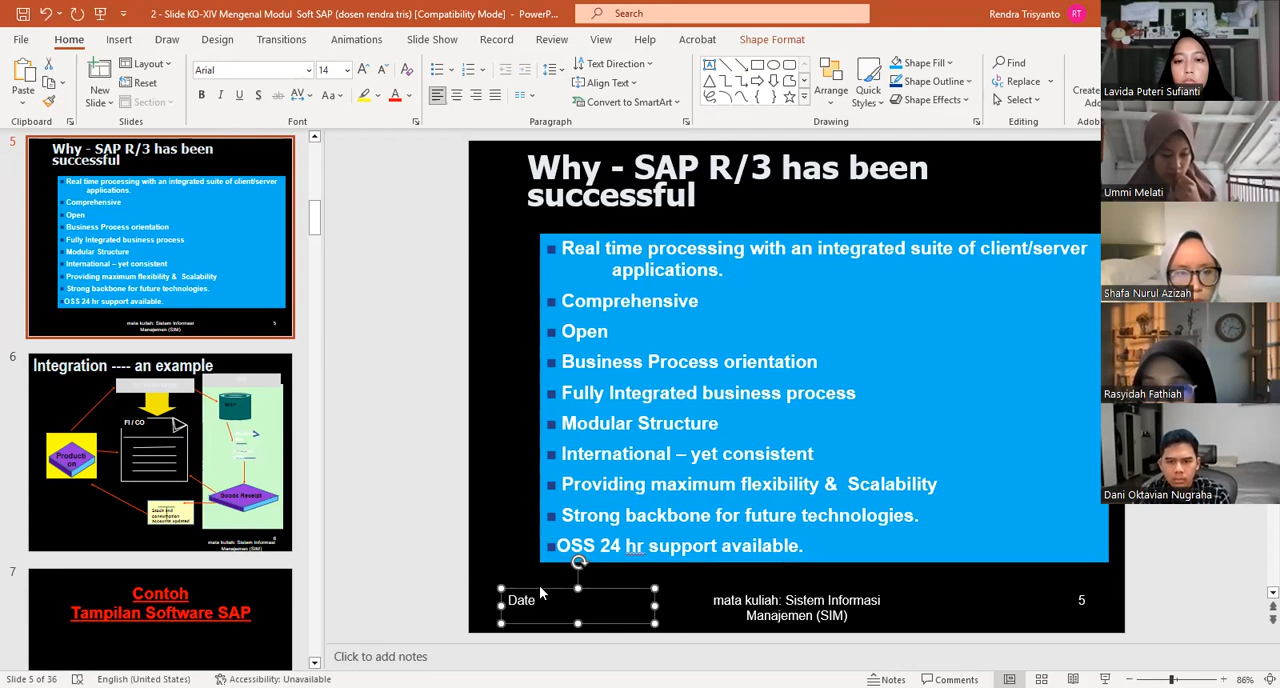 2 - Slide KO-XIV Mengenal Modul Soft SAP (dosen rendra tris) [Compatibility Mode] - PowerP...
Search
Rendra Trisyanto
RT
File
Home
Insert
Draw
Design
Transitions
Animations
Slide
Record
Review
View
Help
Acrobat
Shape Format
Paste
Clipboard
New
Slide
Layout
Reset
Section
Slides
Arial
14
Font
Text Direction
Align Text
Convert to SmartArt
Paragraph
Arrange
Quick
Styles
Shape Fill
Shape Outline
Shape Effects
Drawing
Find
Replace
Select
Editing
5
Why - SAP R/3 has been
successful
Real time processing with an integrated suite of client/server
applications.
Comprehensive
Open
Business Process orientation
Fully Integrated business process
Modular Structure
International – yet consistent
Providing maximum flexibility & Scalability
Strong backbone for future technologies.
OSS 24 hr support available.
mata kuliah: Sistem Informasi
Manajemen (SIM)
5
6
Integration ---- an example
FI / CO
Producti
on
Goods Receipt
Stock and
consumption
accounts updated
mata kuliah: Sistem Informasi
Manajemen (SIM)
6
7
Contoh
Tampilan Software SAP
Why - SAP R/3 has been
successful
Real time processing with an integrated suite of client/server
applications.
Comprehensive
Open
Business Process orientation
Fully Integrated business process
Modular Structure
International – yet consistent
Providing maximum flexibility & Scalability
Strong backbone for future technologies.
OSS 24 hr support available.
Date
mata kuliah: Sistem Informasi
Manajemen (SIM)
5
Click to add notes
Slide 5 of 36
English (United States)
Accessibility: Unavailable
Notes
Comments
86%
Lavida Puteri Sufianti
Ummi Melati
Shafa Nurul Azizah
Rasyidah Fathiah
Dani Oktavian Nugraha